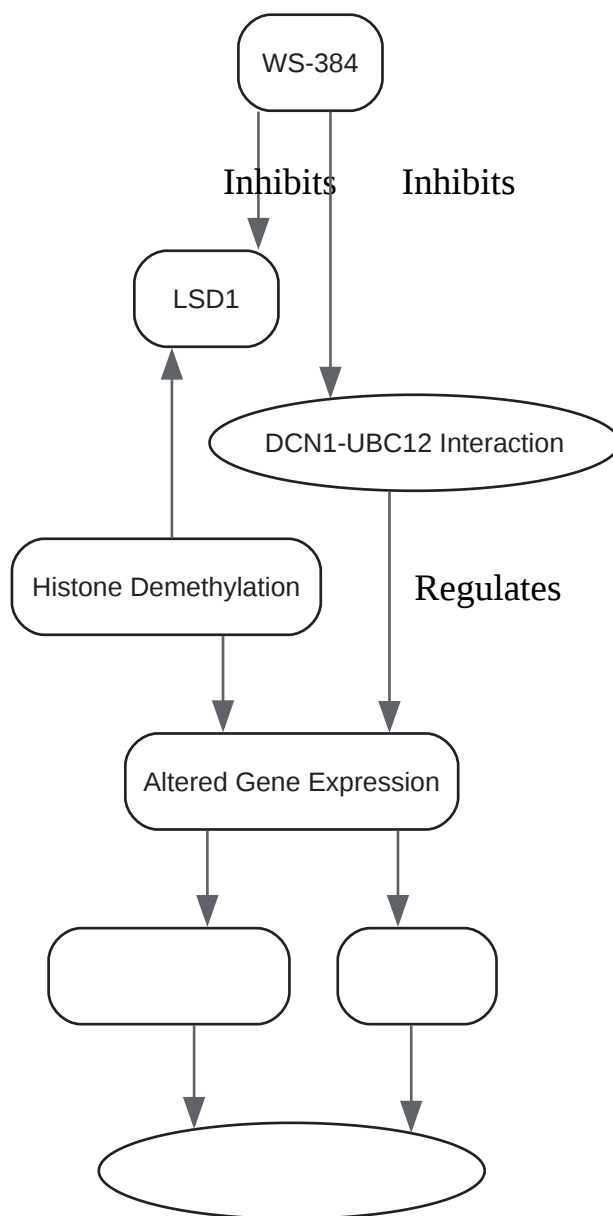 WS-384
Inhibits
Inhibits
LSD1
DCN1-UBC12 Interaction
Histone Demethylation
Regulates
Altered Gene Expression